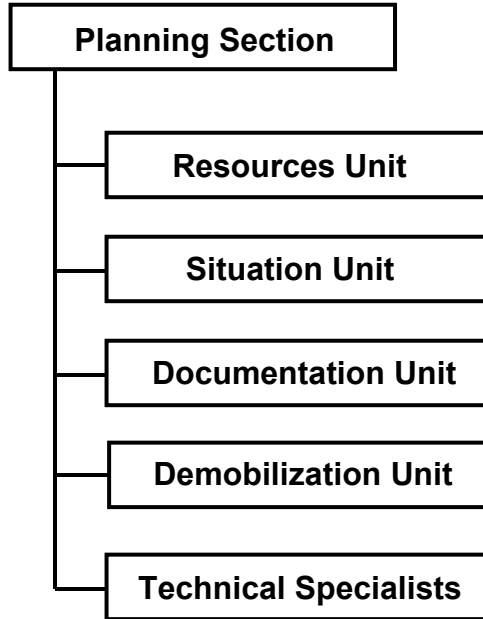 Planning Section
Resources Unit
Situation Unit
Documentation Unit
Demobilization Unit
Technical Specialists